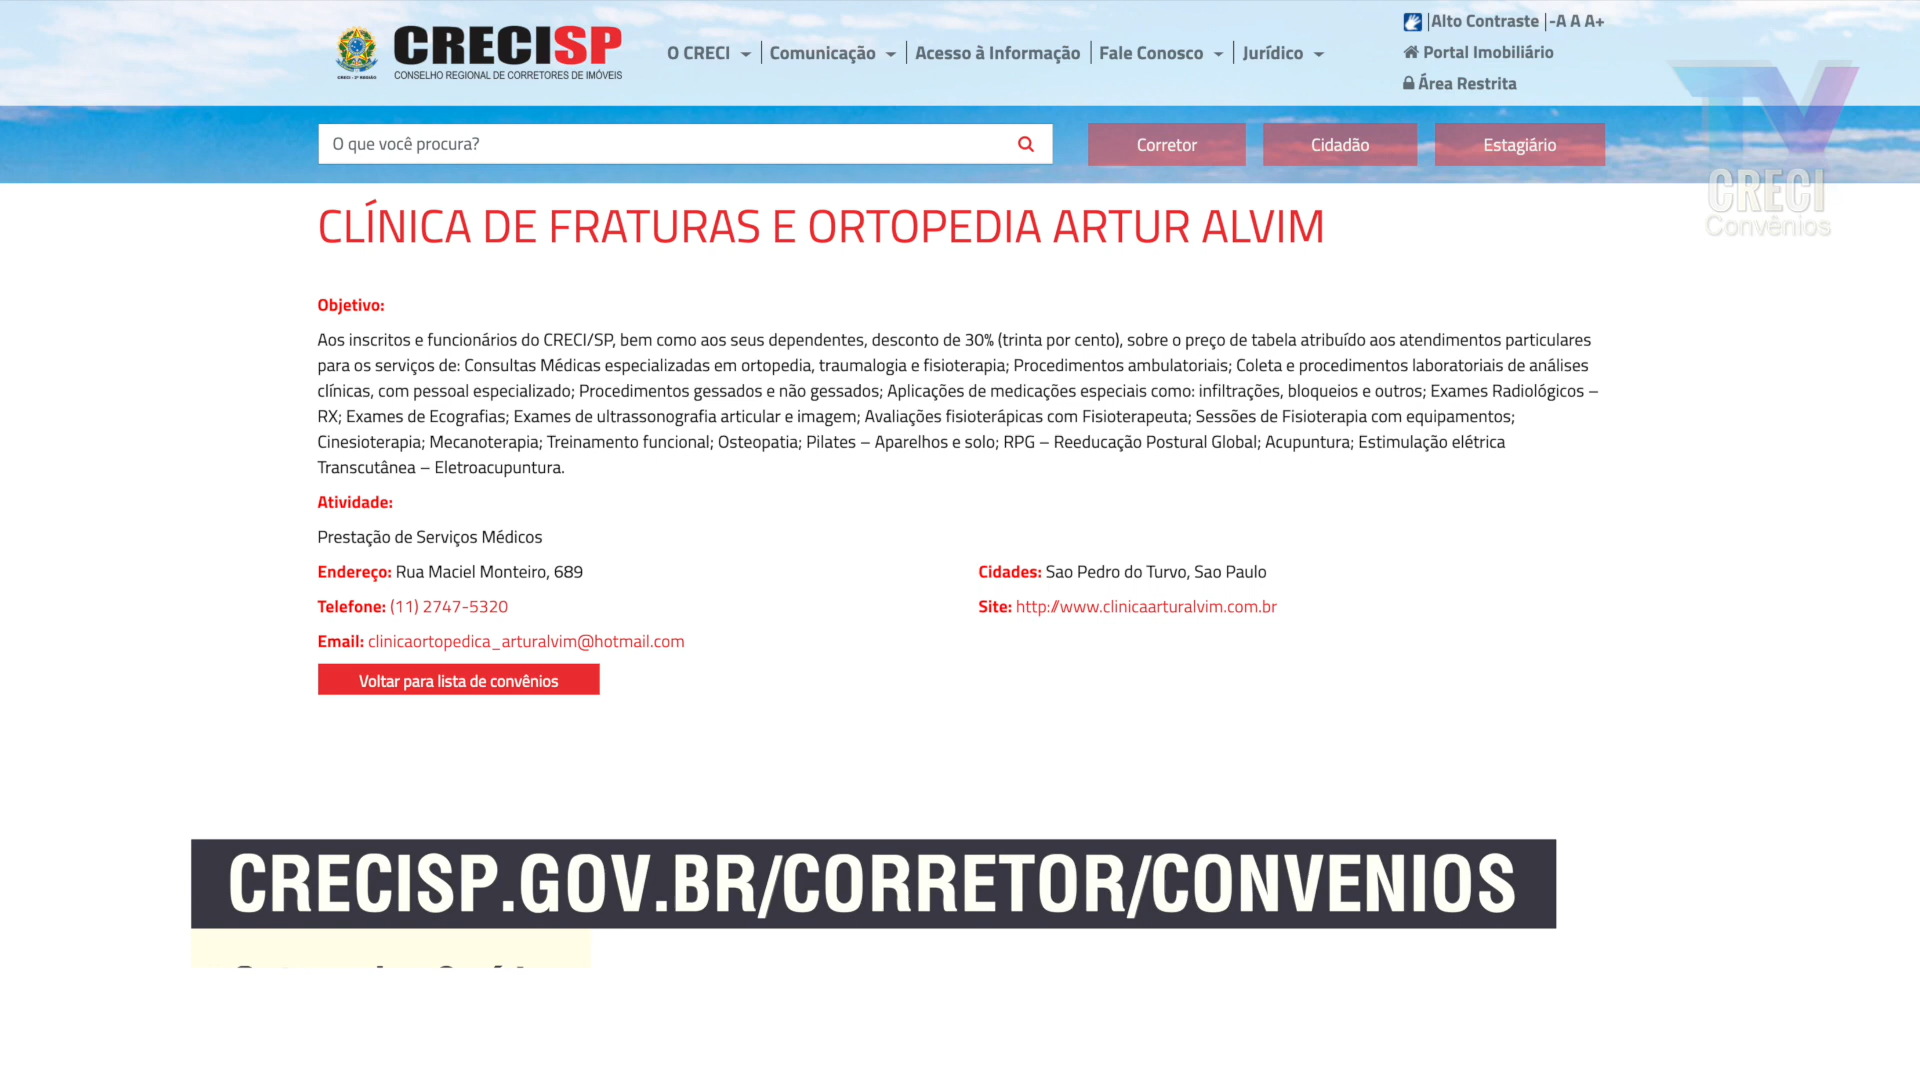 CRECISP
CONSELHO REGIONAL DE CORRETORES DE IMÓVEIS
CRECI - 2ª REGIÃO
O CRECI
Comunicação
Acesso à Informação
Fale Conosco
Jurídico
|Alto Contraste |-A A A+
Portal Imobiliário
Área Restrita
TV
CRECI
Convênios
O que você procura?
Corretor
Cidadão
Estagiário
CLÍNICA DE FRATURAS E ORTOPEDIA ARTUR ALVIM
Objetivo:
Aos inscritos e funcionários do CRECI/SP, bem como aos seus dependentes, desconto de 30% (trinta por cento), sobre o preço de tabela atribuído aos atendimentos particulares
para os serviços de: Consultas Médicas especializadas em ortopedia, traumalogia e fisioterapia; Procedimentos ambulatoriais; Coleta e procedimentos laboratoriais de análises
clínicas, com pessoal especializado; Procedimentos gessados e não gessados; Aplicações de medicações especiais como: infiltrações, bloqueios e outros; Exames Radiológicos –
RX; Exames de Ecografias; Exames de ultrassonografia articular e imagem; Avaliações fisioterápicas com Fisioterapeuta; Sessões de Fisioterapia com equipamentos;
Cinesioterapia; Mecanoterapia; Treinamento funcional; Osteopatia; Pilates – Aparelhos e solo; RPG – Reeducação Postural Global; Acupuntura; Estimulação elétrica
Transcutânea – Eletroacupuntura.
Atividade:
Prestação de Serviços Médicos
Endereço: Rua Maciel Monteiro, 689
Cidades: Sao Pedro do Turvo, Sao Paulo
Telefone: (11) 2747-5320
Site: http://www.clinicaarturalvim.com.br
Email: clinicaortopedica_arturalvim@hotmail.com
Voltar para lista de convênios
CRECISP.GOV.BR/CORRETOR/CONVENIOS